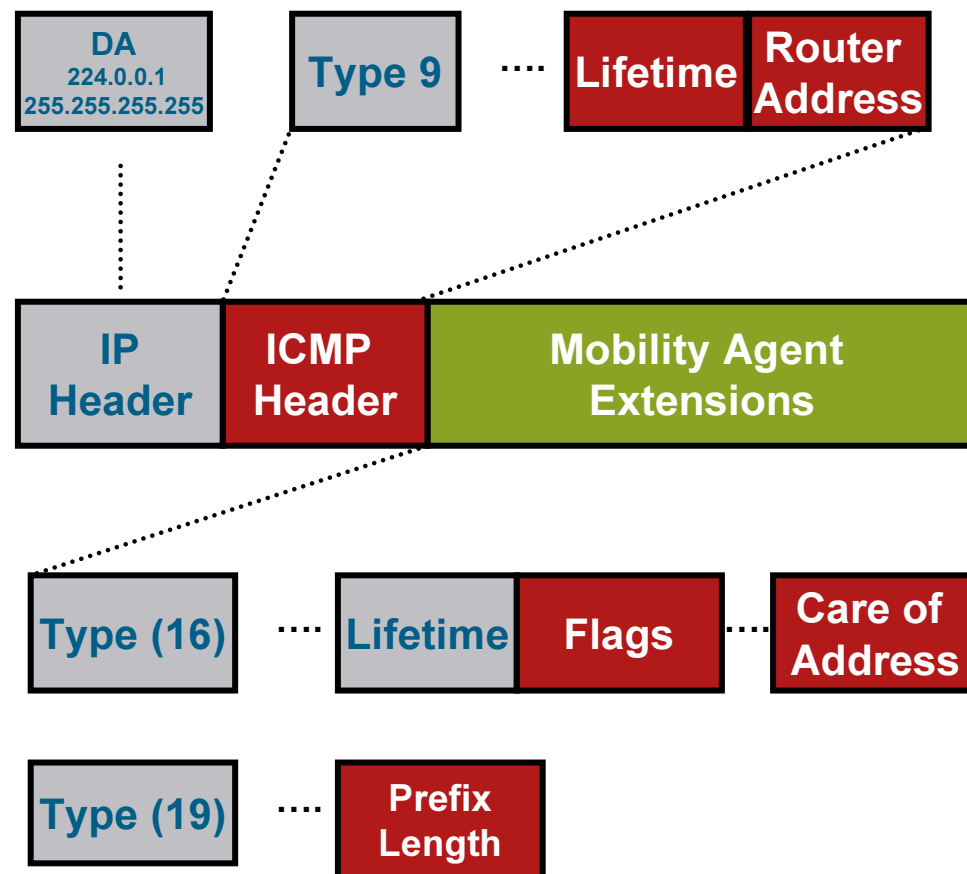 DA
224.0.0.1
255.255.255.255
Type 9
....
Lifetime
Router
Address
IP
Header
ICMP
Header
Mobility Agent
Extensions
Type (16)
....
Lifetime
Flags
....
Care of
Address
Type (19)
....
Prefix
Length